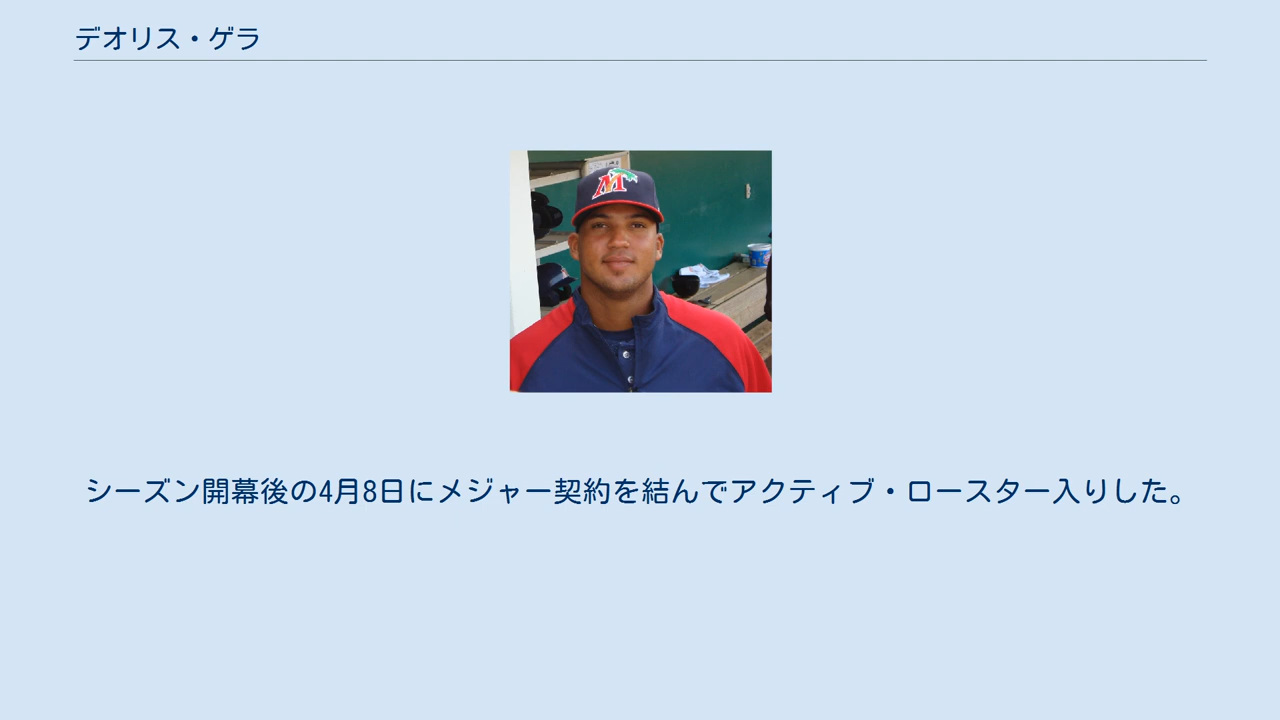 デオリス・ゲラ
M
シーズン開幕後の4月8日にメジャー契約を結んでアクティブ・ロースター入りした。